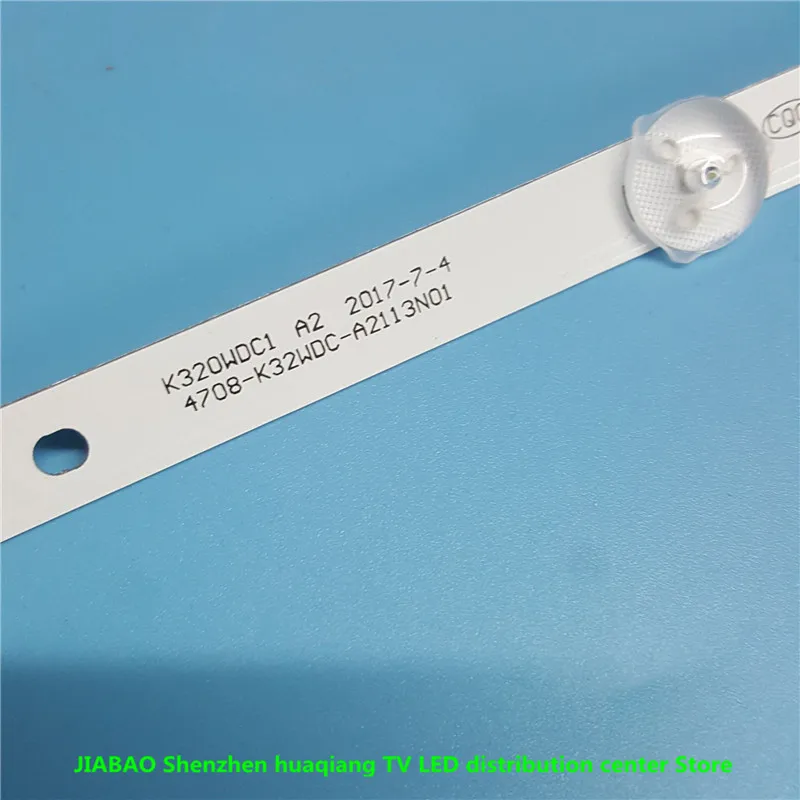 K320WDC1 A2 2017-7-4
4708-K32WDC-A2113N01
JIABAO Shenzhen huaqiang TV LED distribution center Store